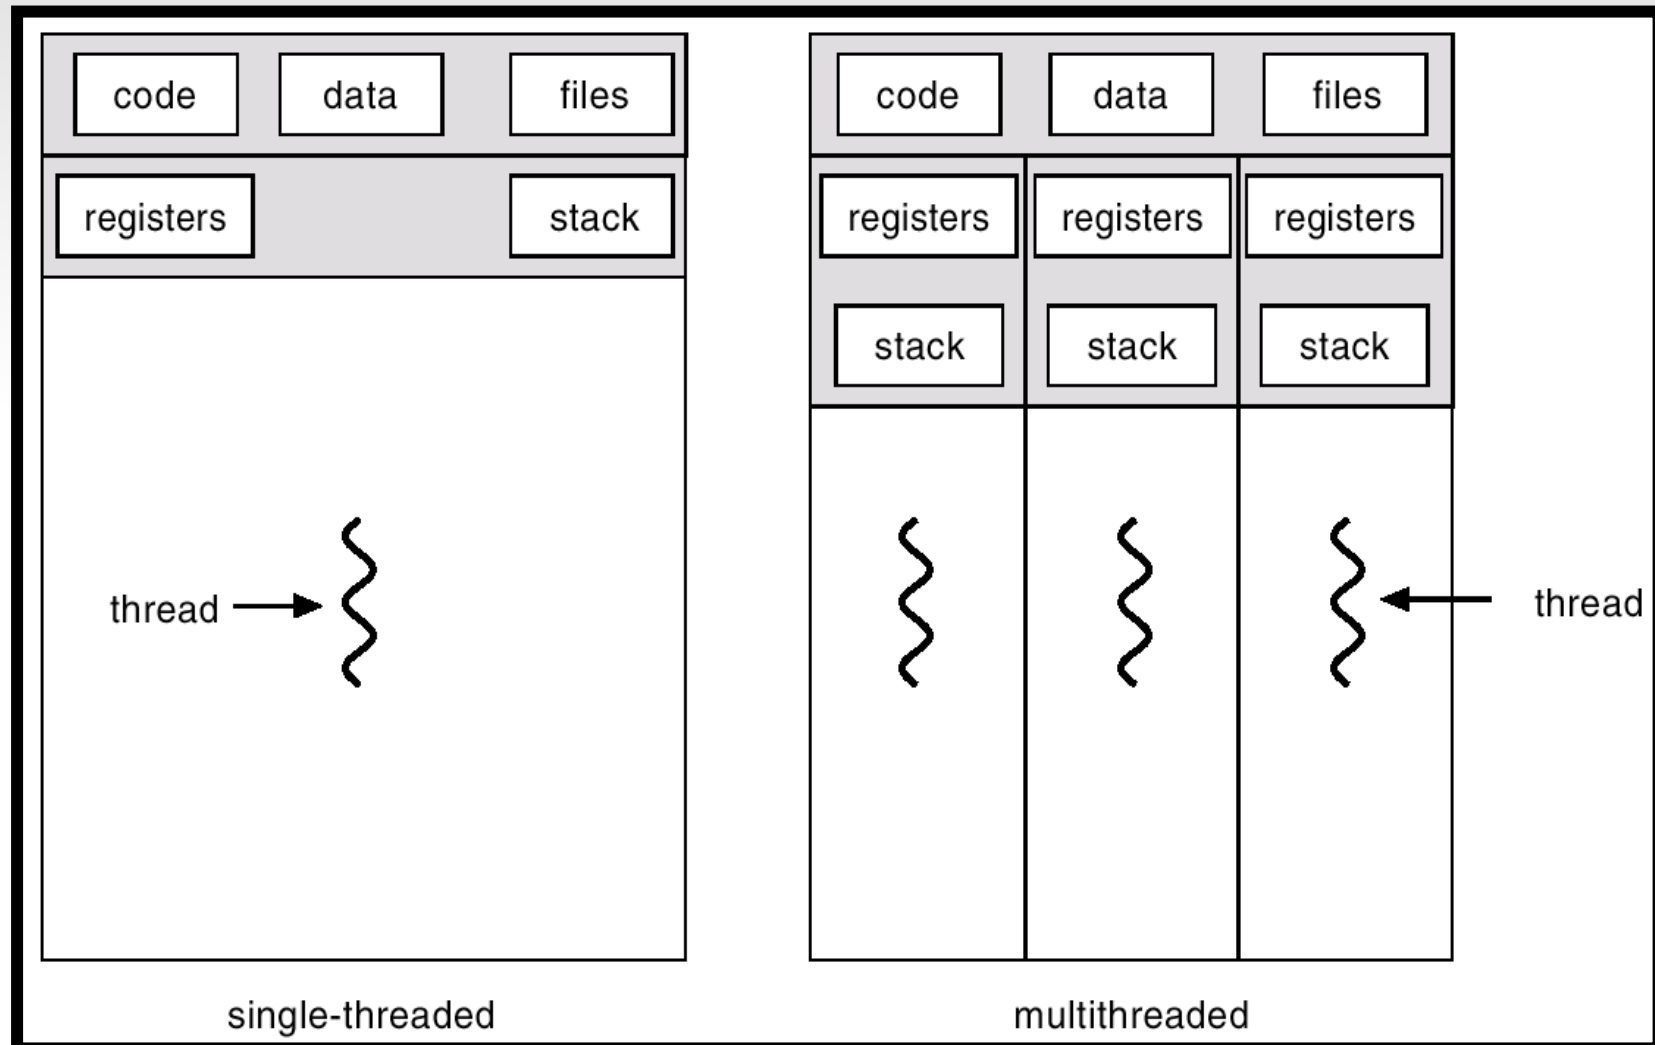 code data files
registers stack
thread
single-threaded
code data files
registers registers registers
stack stack stack
thread
multithreaded